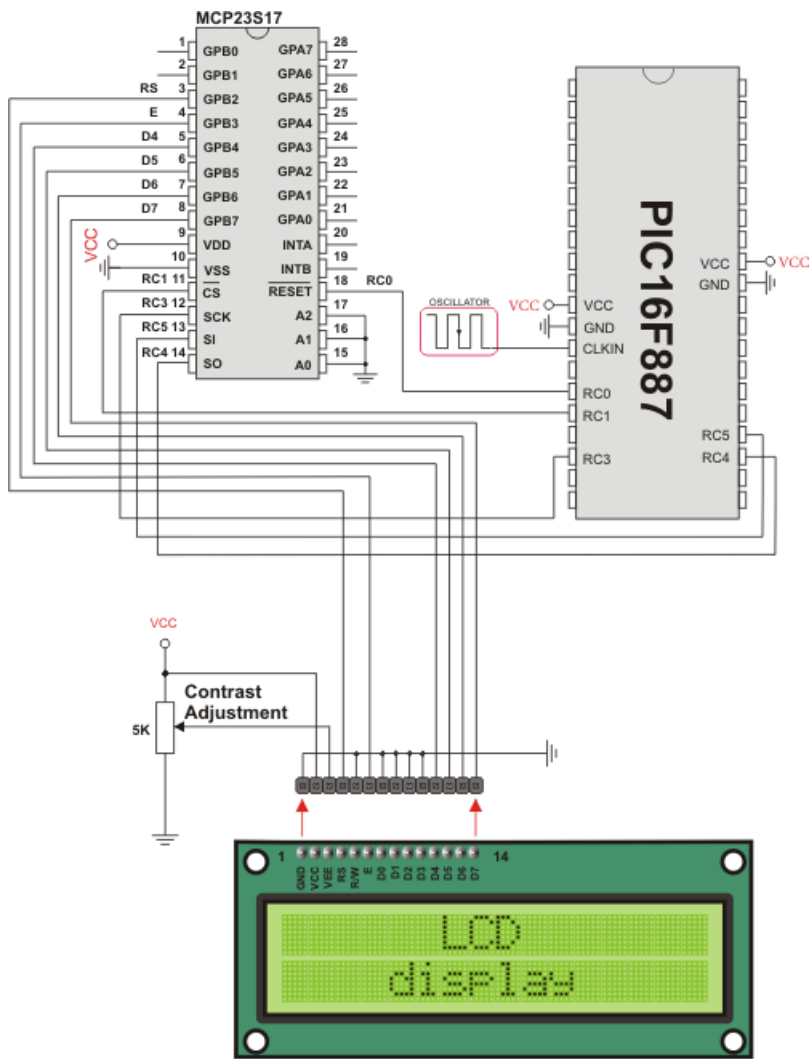 MCP23S17
1 GPB0 GPA7 28
2 GPB1 GPA6 27
RS 3 GPB2 GPA5 26
E 4 GPB3 GPA4 25
D4 5 GPB4 GPA3 24
D5 6 GPB5 GPA2 23
D6 7 GPB6 GPA1 22
D7 8 GPB7 GPA0 21
VCC 9 VDD INTA 20
10 VSS INTB 19
RC1 11 CS RESET 18 RC0
RC3 12 SCK A2 17
RC5 13 SI A1 16
RC4 14 SO A0 15
OSCILLATOR
PIC16F887
VCC VCC
GND
VCC VCC
GND
CLKIN
RC0
RC1
RC5
RC3 RC4
VCC
Contrast
Adjustment
5K
1 14
GND
VCC
VEE
RS
R/W
E
D0
D1
D2
D3
D4
D5
D6
D7
LCD
display